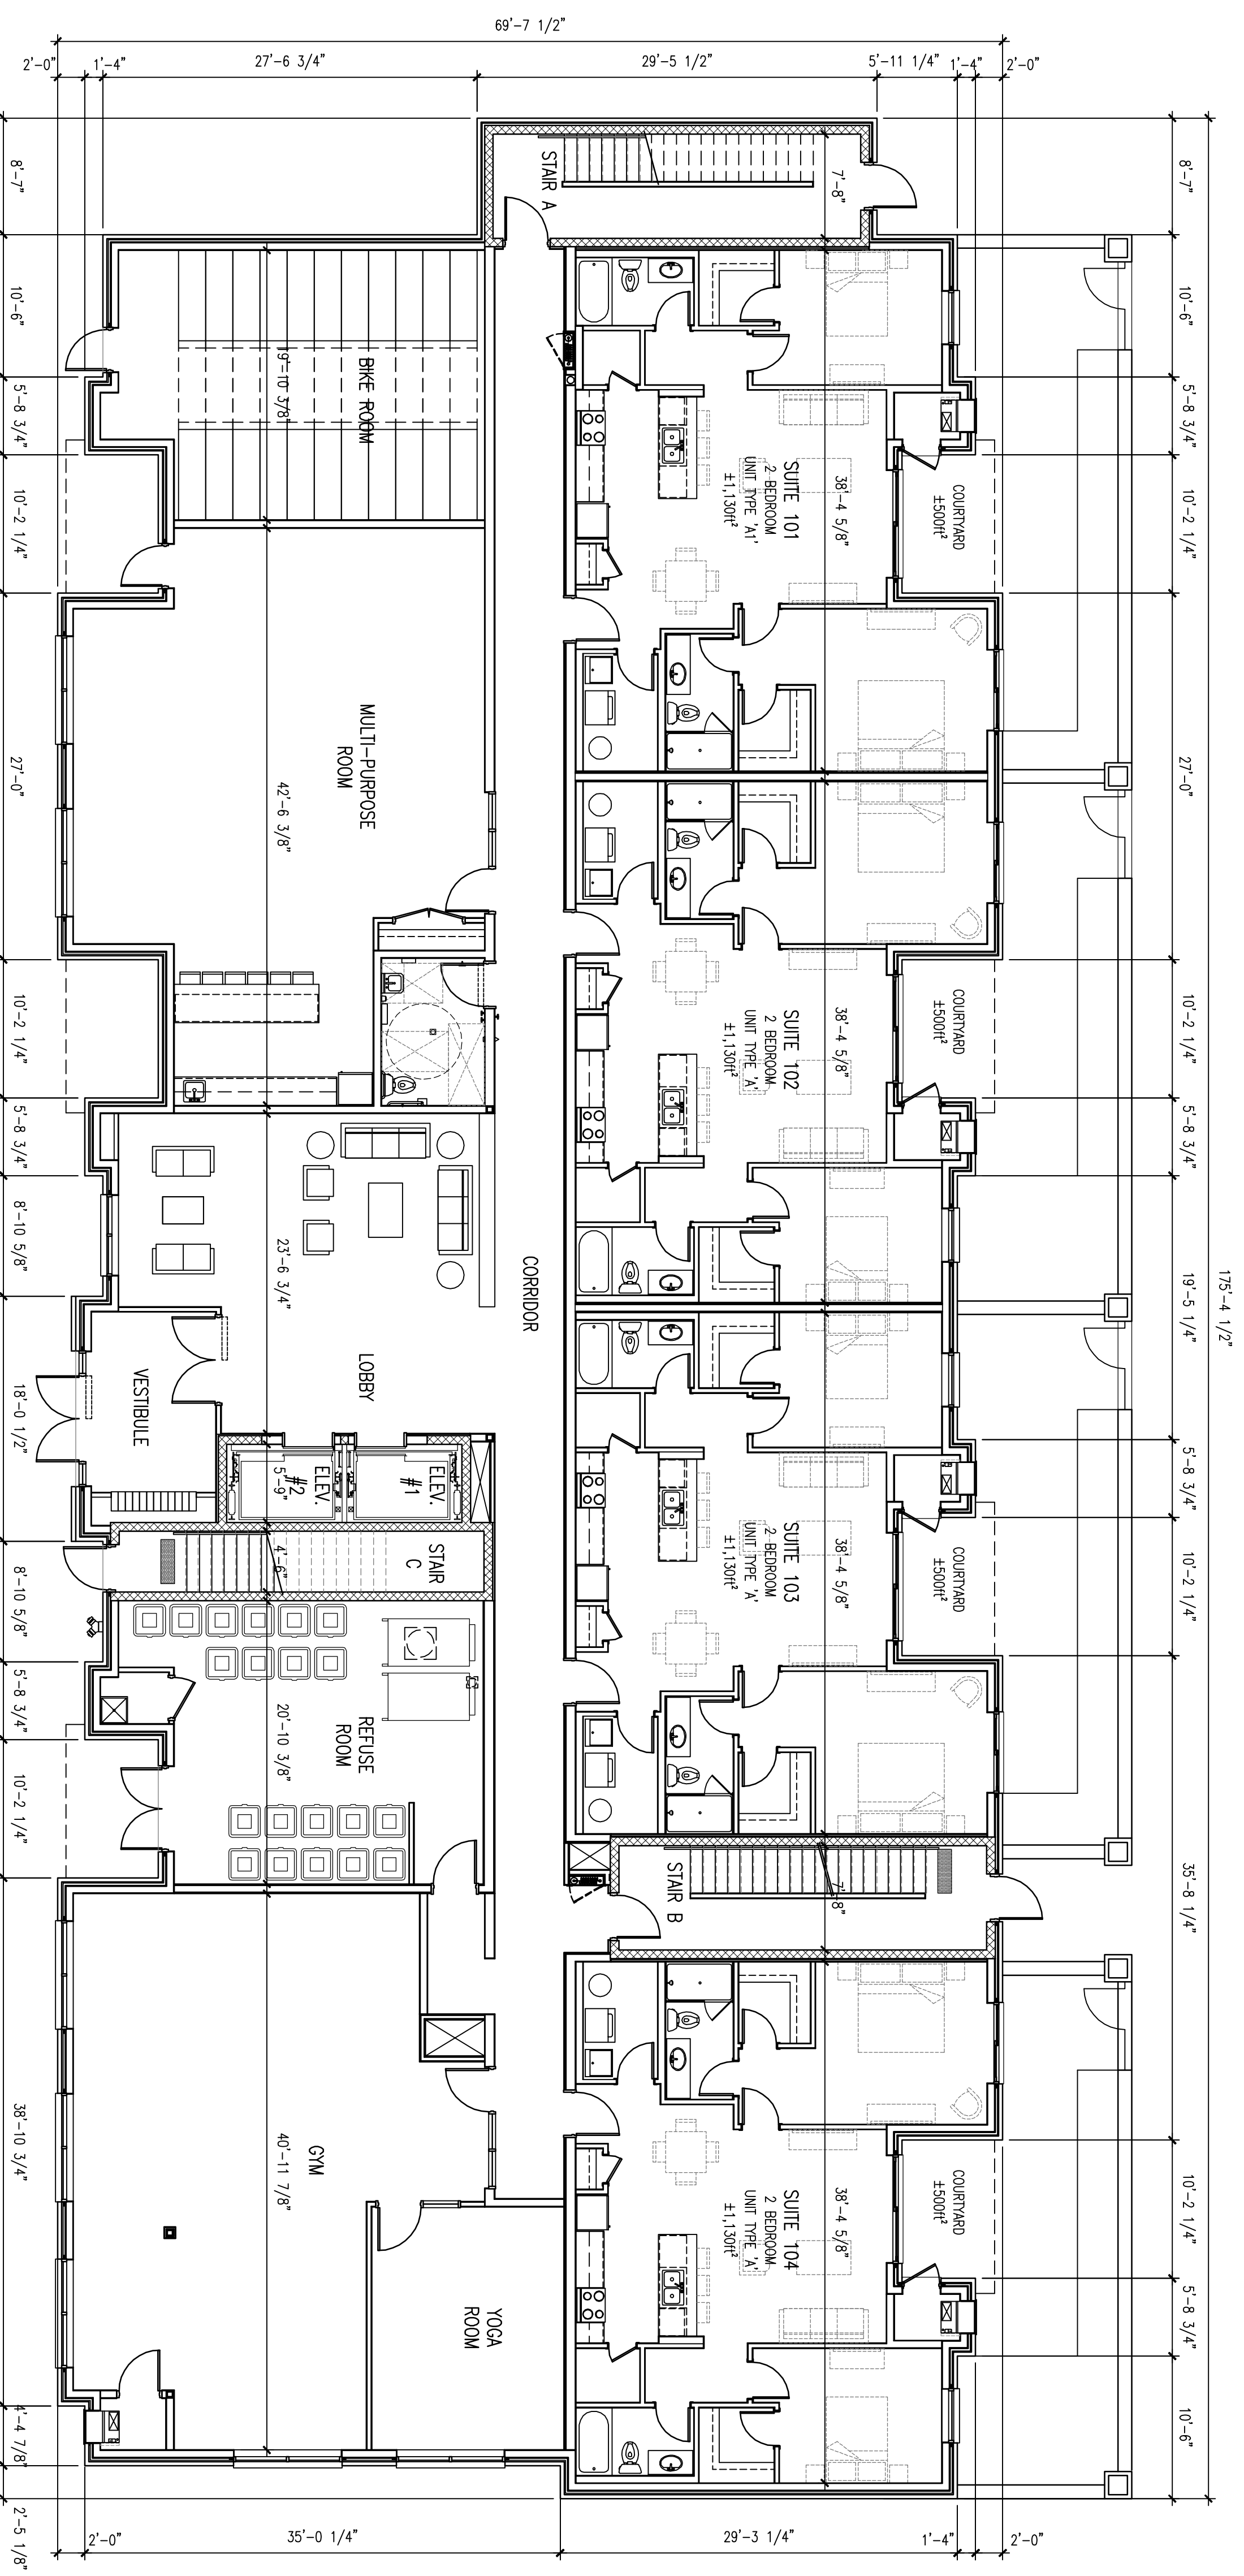 69'-7 1/2"
2'-0"
1'-4"
27'-6 3/4"
29'-5 1/2"
5'-11 1/4"
1'-4"
2'-0"
175'-4 1/2"
8'-7"
10'-6"
5'-8 3/4"
10'-2 1/4"
27'-0"
10'-2 1/4"
5'-8 3/4"
19'-5 1/4"
5'-8 3/4"
10'-2 1/4"
35'-8 1/4"
10'-2 1/4"
5'-8 3/4"
10'-6"
COURTYARD
±500ft²
COURTYARD
±500ft²
COURTYARD
±500ft²
COURTYARD
±500ft²
7'-8"
38'-4 5/8"
38'-4 5/8"
38'-4 5/8"
7'-8"
38'-4 5/8"
STAIR A
SUITE 101
2 BEDROOM
UNIT TYPE 'A1'
±1,130ft²
SUITE 102
2 BEDROOM
UNIT TYPE 'A'
±1,130ft²
SUITE 103
2 BEDROOM
UNIT TYPE 'A'
±1,130ft²
STAIR B
SUITE 104
2 BEDROOM
UNIT TYPE 'A'
±1,130ft²
CORRIDOR
BIKE ROOM
19'-10 3/8"
MULTI-PURPOSE
ROOM
42'-6 3/8"
LOBBY
23'-6 3/4"
VESTIBULE
ELEV.
#1
ELEV.
#2
5'-9"
STAIR
C
4'-6"
REFUSE
ROOM
20'-10 3/8"
GYM
40'-11 7/8"
YOGA
ROOM
8'-7"
10'-6"
5'-8 3/4"
10'-2 1/4"
27'-0"
10'-2 1/4"
5'-8 3/4"
8'-10 5/8"
18'-0 1/2"
8'-10 5/8"
5'-8 3/4"
10'-2 1/4"
38'-10 3/4"
4'-4 7/8"
2'-5 1/8"
2'-0"
35'-0 1/4"
29'-3 1/4"
1'-4"
2'-0"